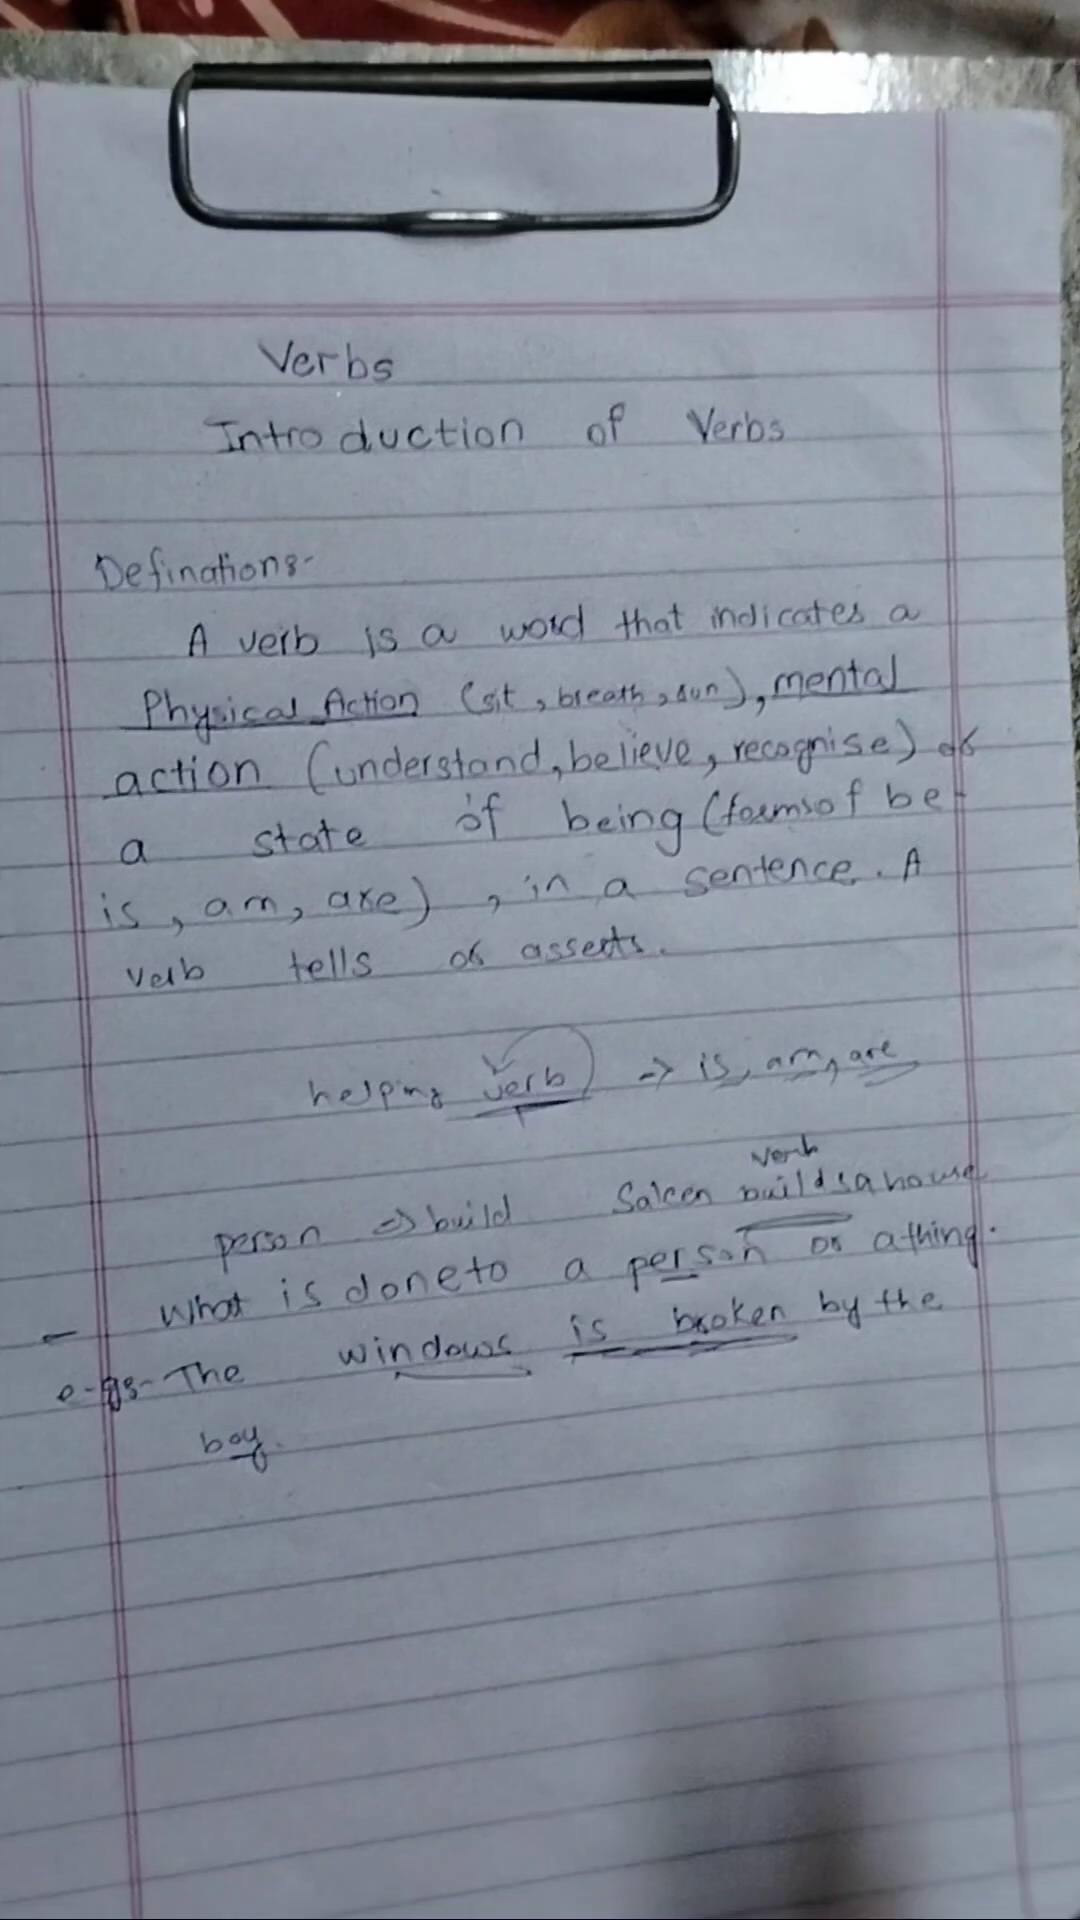 Verbs
Introduction of Verbs
Definations-
A verb is a word that indicates a
Physical Action (sit, breath, run), mental
action (understand, believe, recognise) or
a state of being (forms of be
is, am, are), in a sentence. A
verb tells or asserts.
helping verb) -> is, am, are
verb
person => build Saleen builds a house
- What is done to a person or a thing.
e-gs- The windows is broken by the
boy.